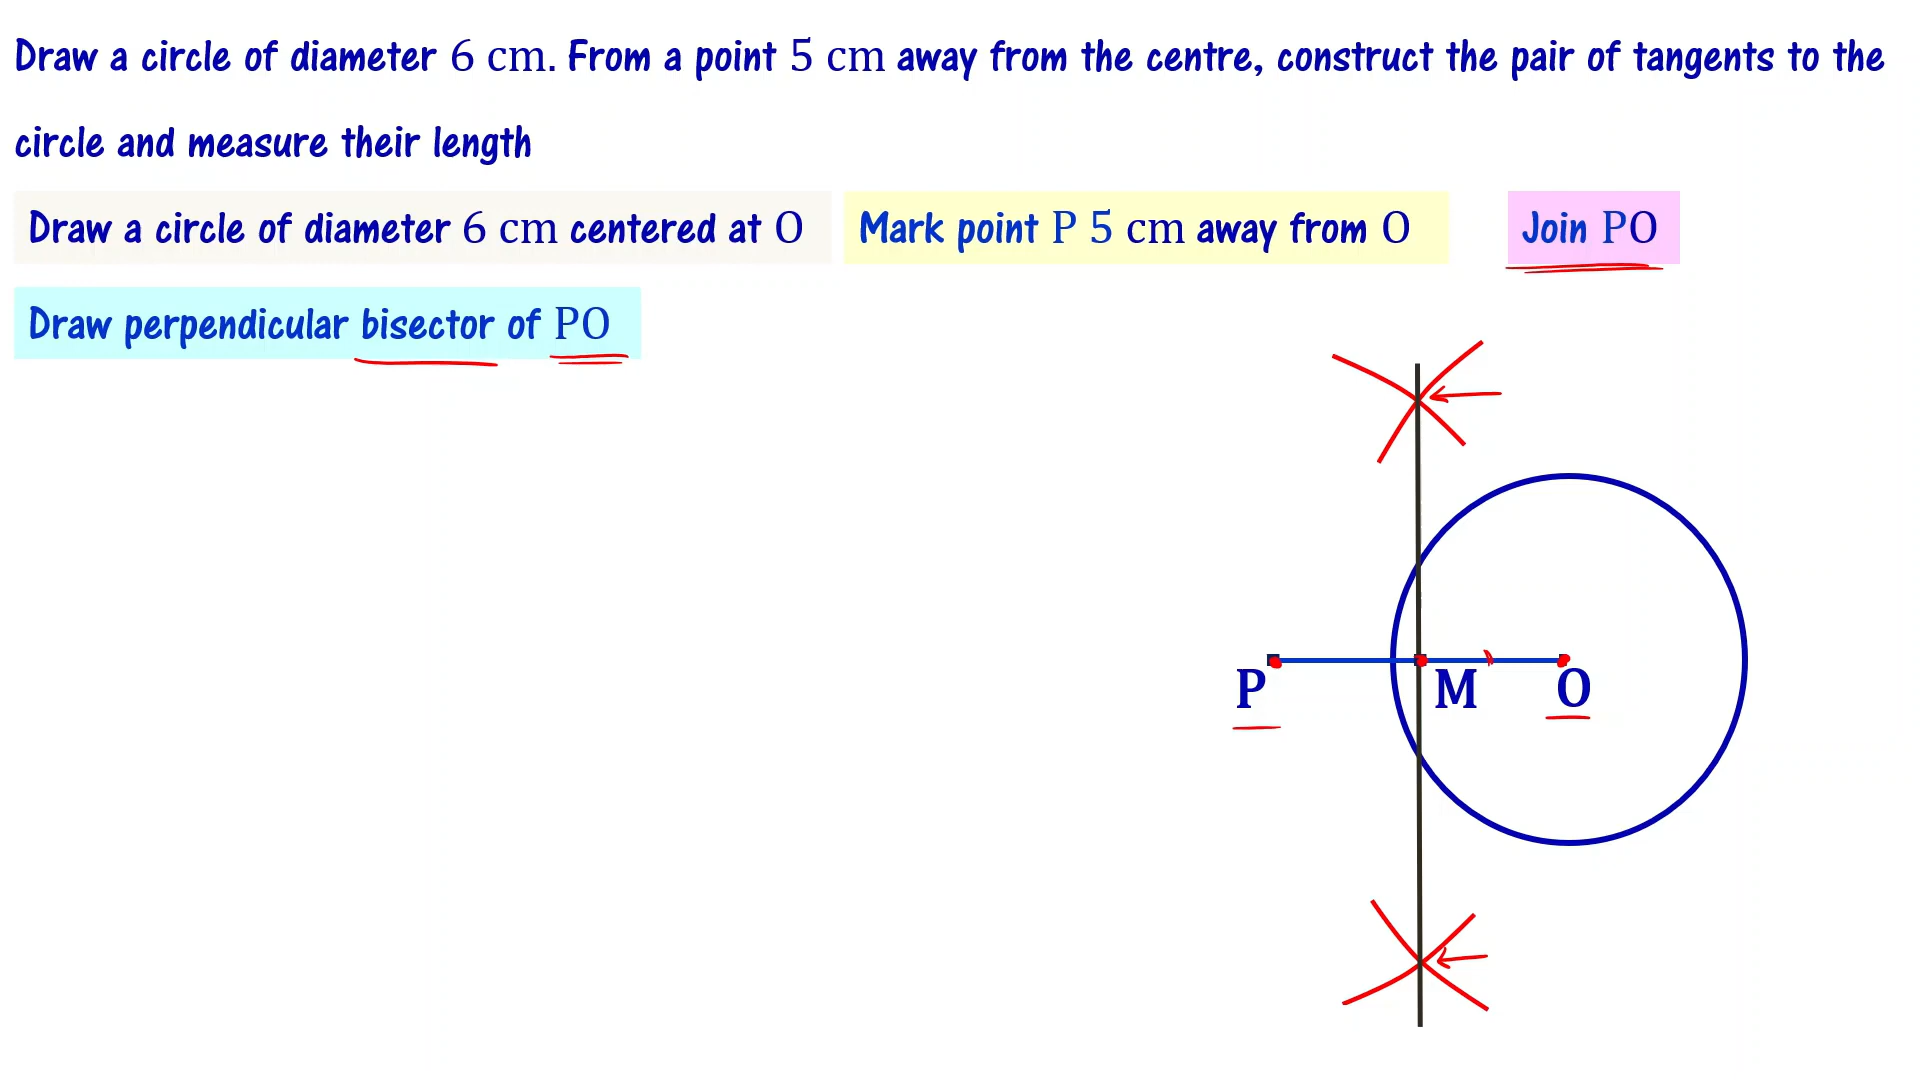 Draw a circle of diameter 6 cm. From a point 5 cm away from the centre, construct the pair of tangents to the
circle and measure their length
Draw a circle of diameter 6 cm centered at O
Mark point P 5 cm away from O
Join PO
Draw perpendicular bisector of PO
P
M
O